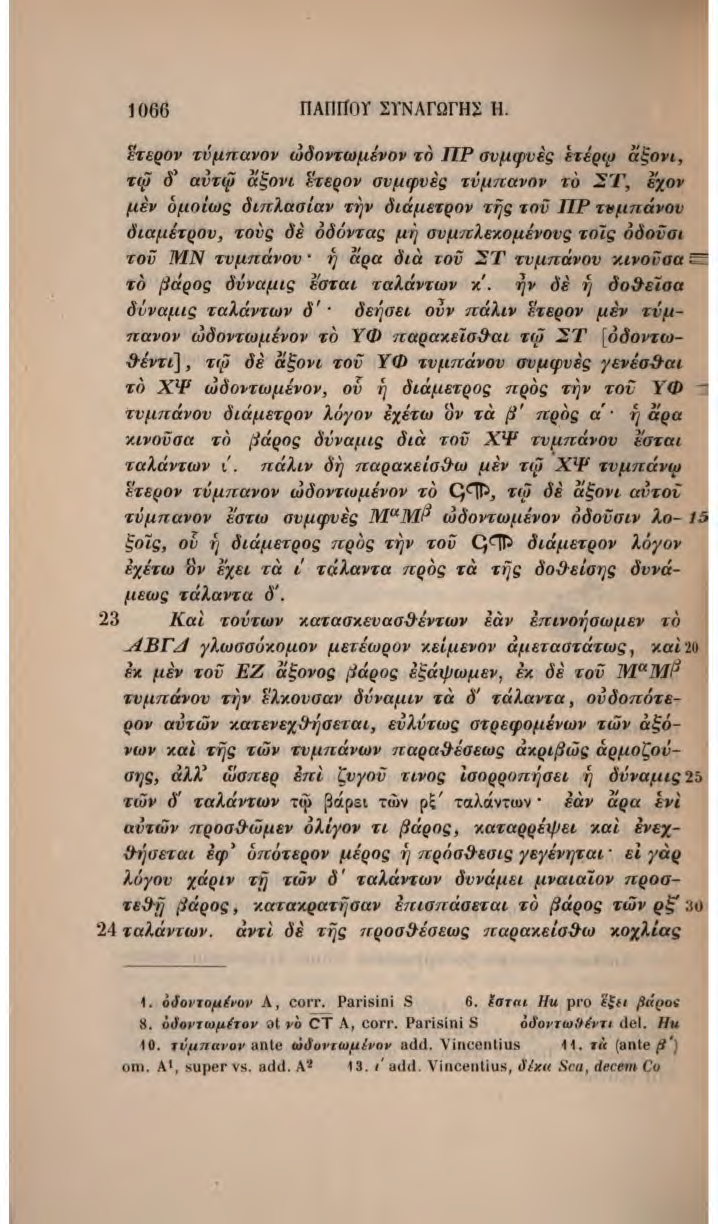 1066 ΠΑΠΠΟΥ ΣΥΝΑΓΩΓΗΣ Η.
ἕτερον τύμπανον ὠδοντωμένον τὸ ΠΡ συμφυὲς ἑτέρῳ ἄξονι,
τῷ δ' αὐτῷ ἄξονι ἕτερον συμφυὲς τύμπανον τὸ ΣΤ, ἔχον
μὲν ὁμοίως διπλασίαν τὴν διάμετρον τῆς τοῦ ΠΡ τυμπάνου
διαμέτρου, τοὺς δὲ ὀδόντας μὴ συμπλεκομένους τοῖς ὀδοῦσι
τοῦ ΜΝ τυμπάνου· ἡ ἄρα διὰ τοῦ ΣΤ τυμπάνου κινοῦσα
τὸ βάρος δύναμις ἔσται ταλάντων κ'. ἦν δὲ ἡ δοθεῖσα
δύναμις ταλάντων δ'· δεήσει οὖν πάλιν ἕτερον μὲν τύμ-
πανον ὠδοντωμένον τὸ ΥΦ παρακεῖσθαι τῷ ΣΤ [ὀδοντω-
θέντι], τῷ δὲ ἄξονι τοῦ ΥΦ τυμπάνου συμφυὲς γενέσθαι
τὸ ΧΨ ὠδοντωμένον, οὗ ἡ διάμετρος πρὸς τὴν τοῦ ΥΦ
τυμπάνου διάμετρον λόγον ἐχέτω ὃν τὰ β' πρὸς α'· ἡ ἄρα
κινοῦσα τὸ βάρος δύναμις διὰ τοῦ ΧΨ τυμπάνου ἔσται
ταλάντων ι'. πάλιν δὴ παρακείσθω μὲν τῷ ΧΨ τυμπάνῳ
ἕτερον τύμπανον ὠδοντωμένον τὸ ϚϠ, τῷ δὲ ἄξονι αὐτοῦ
τύμπανον ἔστω συμφυὲς ΜᵅΜᵝ ὠδοντωμένον ὀδοῦσιν λο- 15
ξοῖς, οὗ ἡ διάμετρος πρὸς τὴν τοῦ ϚϠ διάμετρον λόγον
ἐχέτω ὃν ἔχει τὰ ι' τάλαντα πρὸς τὰ τῆς δοθείσης δυνά-
μεως τάλαντα δ'.
23 Καὶ τούτων κατασκευασθέντων ἐὰν ἐπινοήσωμεν τὸ
ΑΒΓΔ γλωσσόκομον μετέωρον κείμενον ἀμεταστάτως, καὶ 20
ἐκ μὲν τοῦ ΕΖ ἄξονος βάρος ἐξάψωμεν, ἐκ δὲ τοῦ ΜᵅΜᵝ
τυμπάνου τὴν ἕλκουσαν δύναμιν τὰ δ' τάλαντα, οὐδοπότε-
ρον αὐτῶν κατενεχθήσεται, εὐλύτως στρεφομένων τῶν ἀξό-
νων καὶ τῆς τῶν τυμπάνων παραθέσεως ἀκριβῶς ἁρμοζού-
σης, ἀλλ' ὥσπερ ἐπὶ ζυγοῦ τινος ἰσορροπήσει ἡ δύναμις 25
τῶν δ' ταλάντων τῷ βάρει τῶν ρξ' ταλάντων· ἐὰν ἄρα ἑνὶ
αὐτῶν προσθῶμεν ὀλίγον τι βάρος, καταρρέψει καὶ ἐνεχ-
θήσεται ἐφ' ὁπότερον μέρος ἡ πρόσθεσις γεγένηται· εἰ γὰρ
λόγου χάριν τῇ τῶν δ' ταλάντων δυνάμει μναιαῖον προσ-
τεθῇ βάρος, κατακρατῆσαν ἐπισπάσεται τὸ βάρος τῶν ρξ' 30
24 ταλάντων. ἀντὶ δὲ τῆς προσθέσεως παρακείσθω κοχλίας
1. ὀδοντομένον A, corr. Parisini S 6. ἔσται Hu pro ἕξει βάρος
8. ὀδοντωμέτον et νὸ C̅T̅ A, corr. Parisini S ὀδοντωθέντι del. Hu
10. τύμπανον ante ὠδοντωμένον add. Vincentius 11. τὰ (ante β')
om. A¹, super vs. add. A² 13. ι' add. Vincentius, δέκα Sca, decem Co